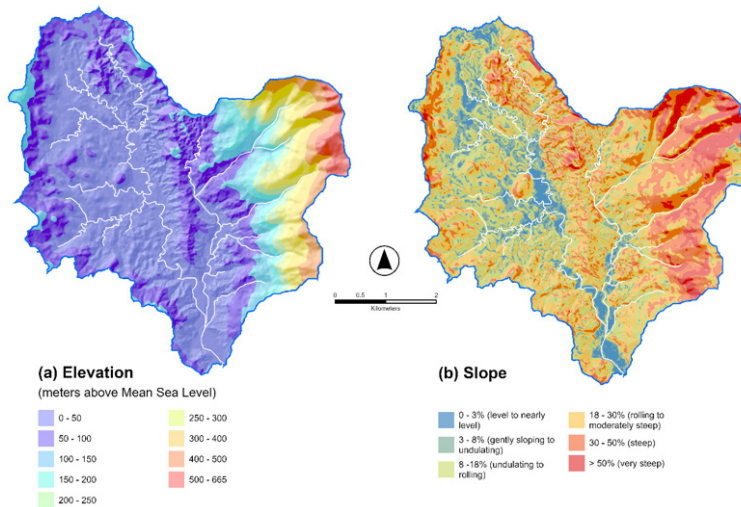 0 0.5 1 2
Kilometers
(a) Elevation
(meters above Mean Sea Level)
0 - 50
50 - 100
100 - 150
150 - 200
200 - 250
250 - 300
300 - 400
400 - 500
500 - 665
(b) Slope
0 - 3% (level to nearly
level)
3 - 8% (gently sloping to
undulating)
8 -18% (undulating to
rolling)
18 - 30% (rolling to
moderately steep)
30 - 50% (steep)
> 50% (very steep)